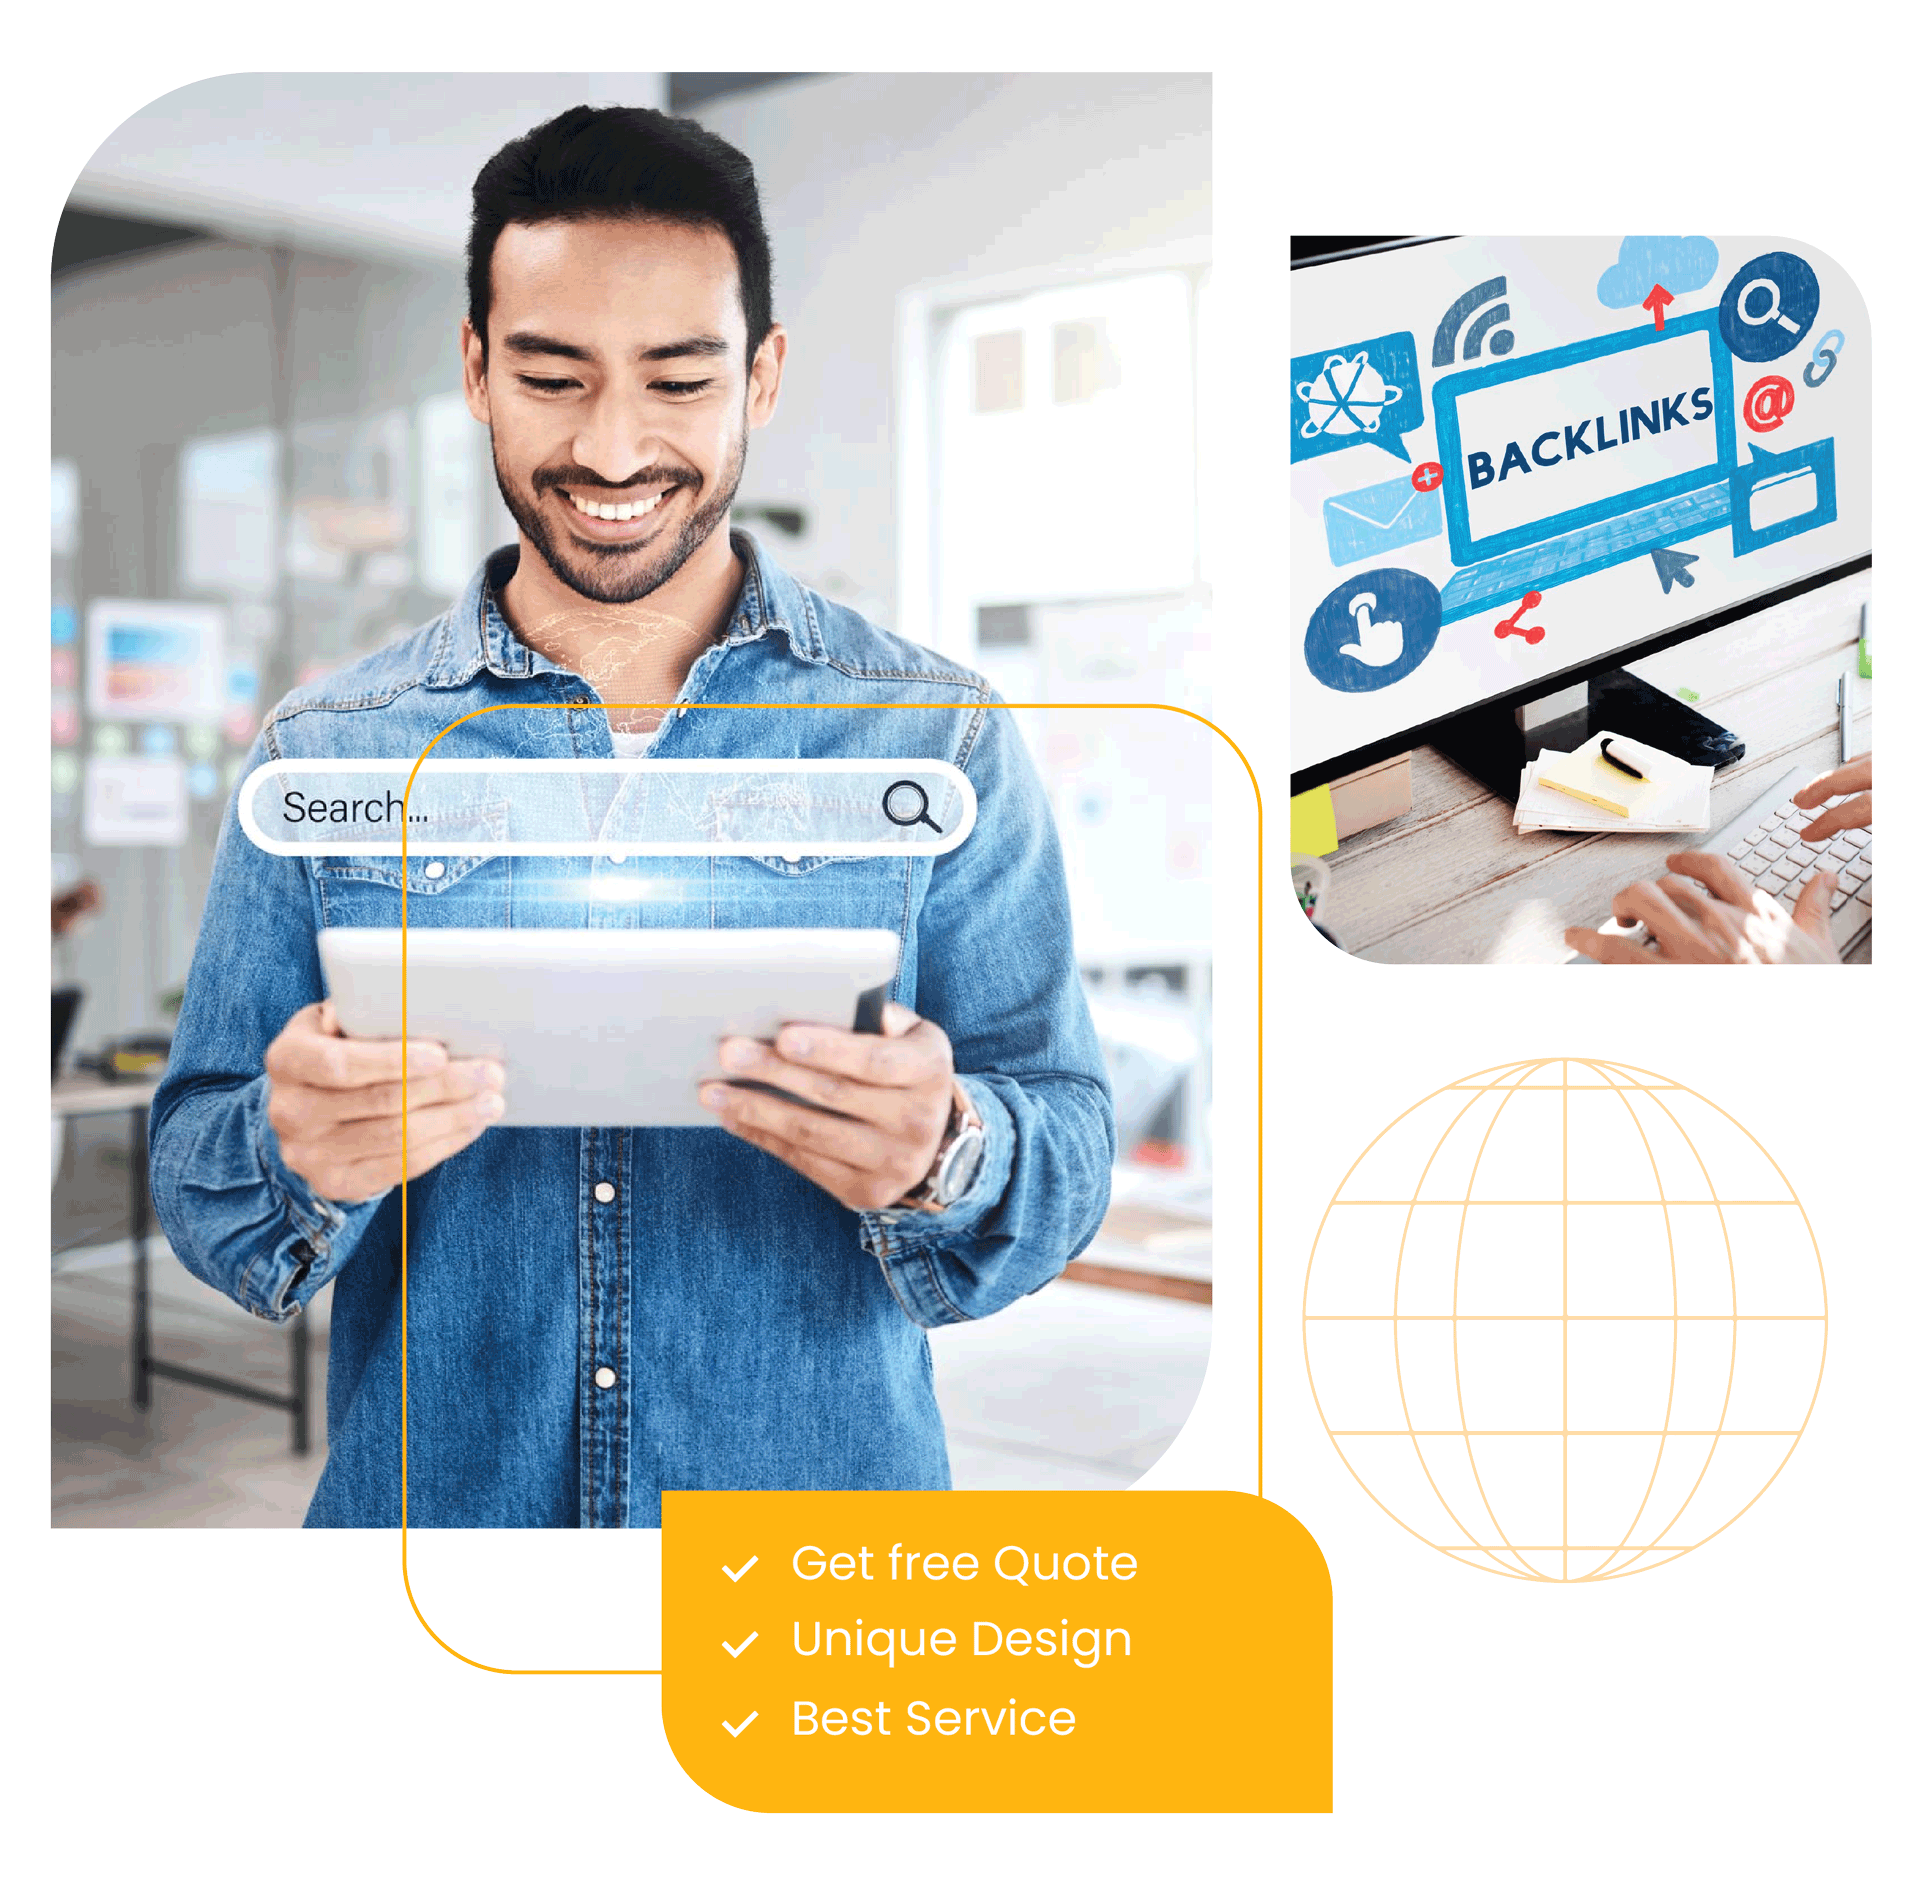 BACKLINKS
@
Search...
Get free Quote
Unique Design
Best Service